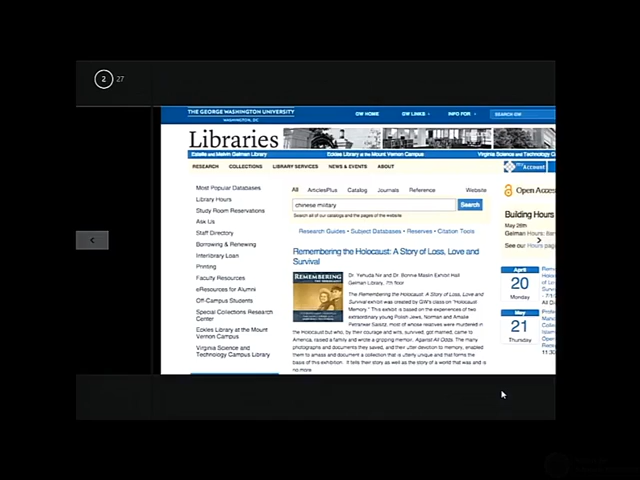 2 27
THE GEORGE WASHINGTON UNIVERSITY
WASHINGTON, DC
GW HOME GW LINKS INFO FOR SEARCH GW
Libraries
Estelle and Melvin Gelman Library Eckles Library at the Mount Vernon Campus Virginia Science and Technology Ca
RESEARCH COLLECTIONS LIBRARY SERVICES NEWS & EVENTS ABOUT
Account
Most Popular Databases
Library Hours
Study Room Reservations
Ask Us
Staff Directory
Borrowing & Renewing
Interlibrary Loan
Printing
Faculty Resources
eResources for Alumni
Off-Campus Students
Special Collections Research
Center
Eckles Library at the Mount
Vernon Campus
Virginia Science and
Technology Campus Library
All ArticlesPlus Catalog Journals Reference Website
chinese military Search
Search all of our catalogs and the pages of the website
Research Guides • Subject Databases • Reserves • Citation Tools
Remembering the Holocaust: A Story of Loss, Love and
Survival
REMEMBERING
Dr. Yehuda Nir and Dr. Bonnie Maslin Exhibit Hall
Gelman Library, 7th floor
The Remembering the Holocaust: A Story of Loss, Love and
Survival exhibit was created by GW's class on "Holocaust
Memory." This exhibit is based on the experiences of two
extraordinary young Polish Jews, Norman and Amalie
Petranker Salsitz, most of whose relatives were murdered in
the Holocaust but who, by their courage and wits, survived, got married, came to
America, raised a family and wrote a gripping memoir, Against All Odds. The many
photographs and documents they saved, and their utter devotion to memory, enabled
them to amass and document a collection that is utterly unique and that forms the
basis of this exhibition. It tells their story as well as the story of a world that was and is
no more.
Open Acces
Building Hours
May 26th
Gelman: 8am
See our Hours page
April
20
Monday
May
21
Thursday
11:30